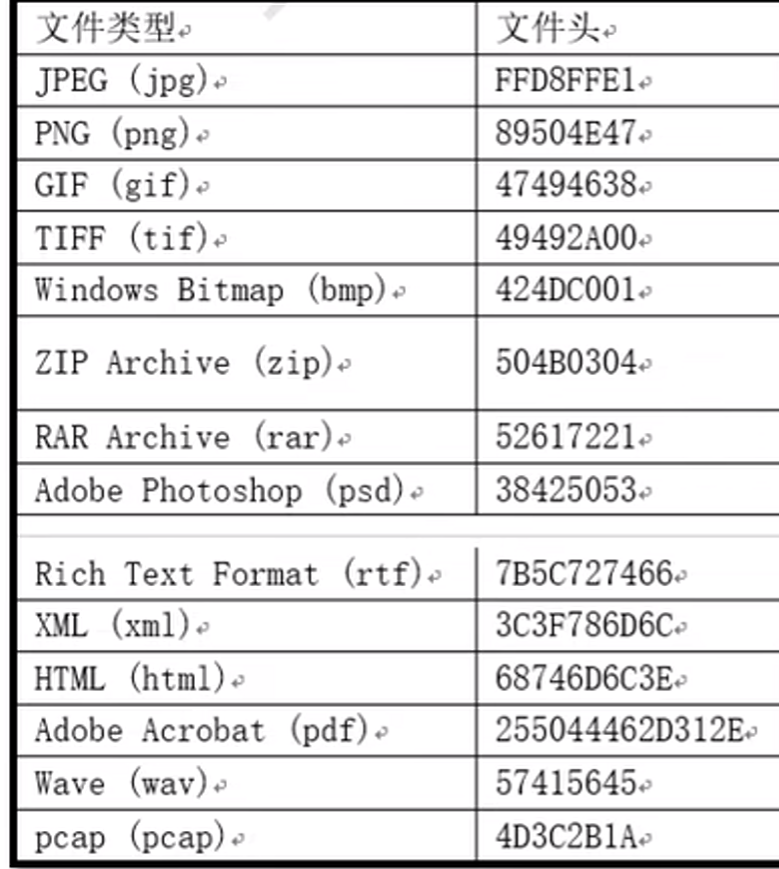 文件类型 文件头
JPEG (jpg) FFD8FFE1
PNG (png) 89504E47
GIF (gif) 47494638
TIFF (tif) 49492A00
Windows Bitmap (bmp) 424DC001
ZIP Archive (zip) 504B0304
RAR Archive (rar) 52617221
Adobe Photoshop (psd) 38425053
Rich Text Format (rtf) 7B5C727466
XML (xml) 3C3F786D6C
HTML (html) 68746D6C3E
Adobe Acrobat (pdf) 255044462D312E
Wave (wav) 57415645
pcap (pcap) 4D3C2B1A